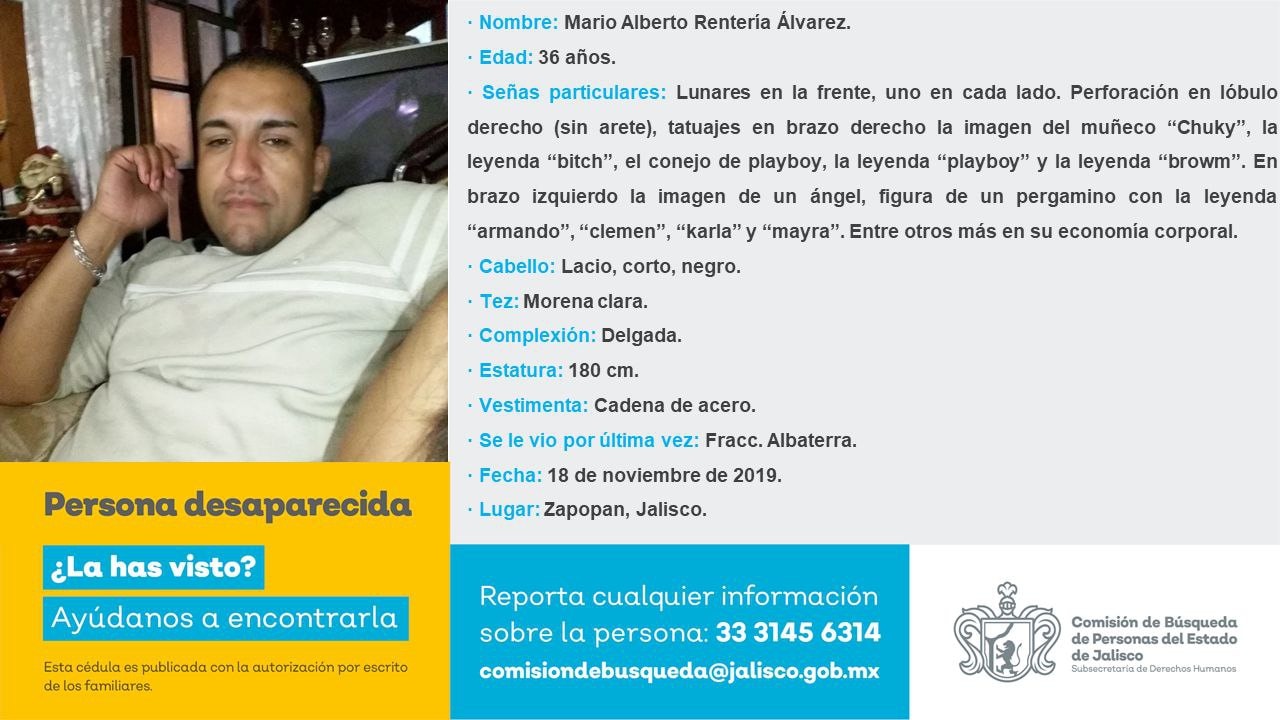 · Nombre: Mario Alberto Rentería Álvarez.
· Edad: 36 años.
· Señas particulares: Lunares en la frente, uno en cada lado. Perforación en lóbulo
derecho (sin arete), tatuajes en brazo derecho la imagen del muñeco “Chuky”, la
leyenda “bitch”, el conejo de playboy, la leyenda “playboy” y la leyenda “browm”. En
brazo izquierdo la imagen de un ángel, figura de un pergamino con la leyenda
“armando”, “clemen”, “karla” y “mayra”. Entre otros más en su economía corporal.
· Cabello: Lacio, corto, negro.
· Tez: Morena clara.
· Complexión: Delgada.
· Estatura: 180 cm.
· Vestimenta: Cadena de acero.
· Se le vio por última vez: Fracc. Albaterra.
· Fecha: 18 de noviembre de 2019.
· Lugar: Zapopan, Jalisco.
Persona desaparecida
¿La has visto?
Ayúdanos a encontrarla
Esta cédula es publicada con la autorización por escrito
de los familiares.
Reporta cualquier información
sobre la persona: 33 3145 6314
comisiondebusqueda@jalisco.gob.mx
Comisión de Búsqueda
de Personas del Estado
de Jalisco
Subsecretaría de Derechos Humanos